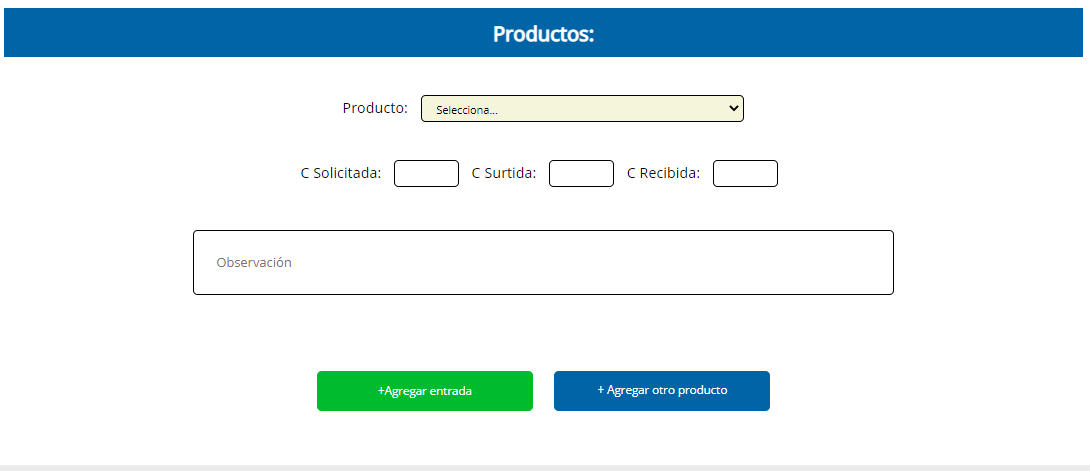 Productos:
Producto: Selecciona...
C Solicitada: C Surtida: C Recibida:
Observación
+Agregar entrada + Agregar otro producto